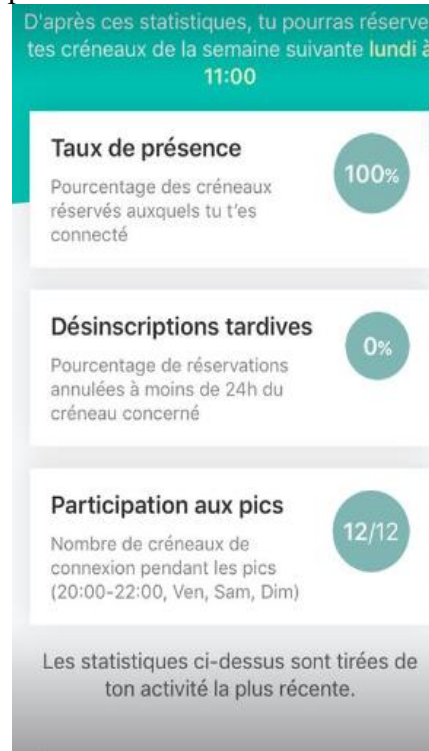 D'après ces statistiques, tu pourras réserve
tes créneaux de la semaine suivante lundi à
11:00
Taux de présence
100%
Pourcentage des créneaux
réservés auxquels tu t'es
connecté
Désinscriptions tardives
0%
Pourcentage de réservations
annulées à moins de 24h du
créneau concerné
Participation aux pics
12/12
Nombre de créneaux de
connexion pendant les pics
(20:00-22:00, Ven, Sam, Dim)
Les statistiques ci-dessus sont tirées de
ton activité la plus récente.